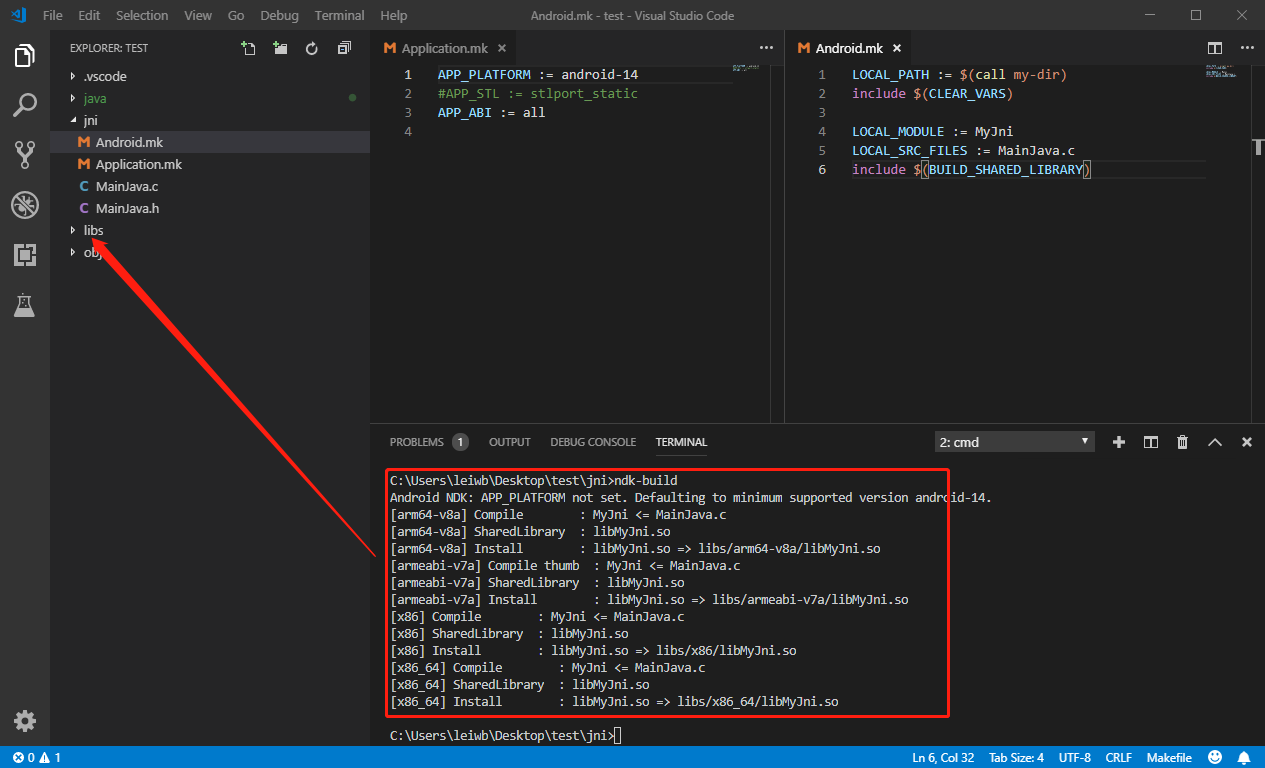 File Edit Selection View Go Debug Terminal Help
Android.mk - test - Visual Studio Code
EXPLORER: TEST
.vscode
java
jni
M Android.mk
M Application.mk
C MainJava.c
C MainJava.h
libs
M Application.mk
1 APP_PLATFORM := android-14
2 #APP_STL := stlport_static
3 APP_ABI := all
4
M Android.mk
1 LOCAL_PATH := $(call my-dir)
2 include $(CLEAR_VARS)
3
4 LOCAL_MODULE := MyJni
5 LOCAL_SRC_FILES := MainJava.c
6 include $(BUILD_SHARED_LIBRARY)
PROBLEMS 1 OUTPUT DEBUG CONSOLE TERMINAL
2: cmd
C:\Users\leiwb\Desktop\test\jni>ndk-build
Android NDK: APP_PLATFORM not set. Defaulting to minimum supported version android-14.
[arm64-v8a] Compile : MyJni <= MainJava.c
[arm64-v8a] SharedLibrary : libMyJni.so
[arm64-v8a] Install : libMyJni.so => libs/arm64-v8a/libMyJni.so
[armeabi-v7a] Compile thumb : MyJni <= MainJava.c
[armeabi-v7a] SharedLibrary : libMyJni.so
[armeabi-v7a] Install : libMyJni.so => libs/armeabi-v7a/libMyJni.so
[x86] Compile : MyJni <= MainJava.c
[x86] SharedLibrary : libMyJni.so
[x86] Install : libMyJni.so => libs/x86/libMyJni.so
[x86_64] Compile : MyJni <= MainJava.c
[x86_64] SharedLibrary : libMyJni.so
[x86_64] Install : libMyJni.so => libs/x86_64/libMyJni.so
C:\Users\leiwb\Desktop\test\jni>
0 1
Ln 6, Col 32 Tab Size: 4 UTF-8 CRLF Makefile